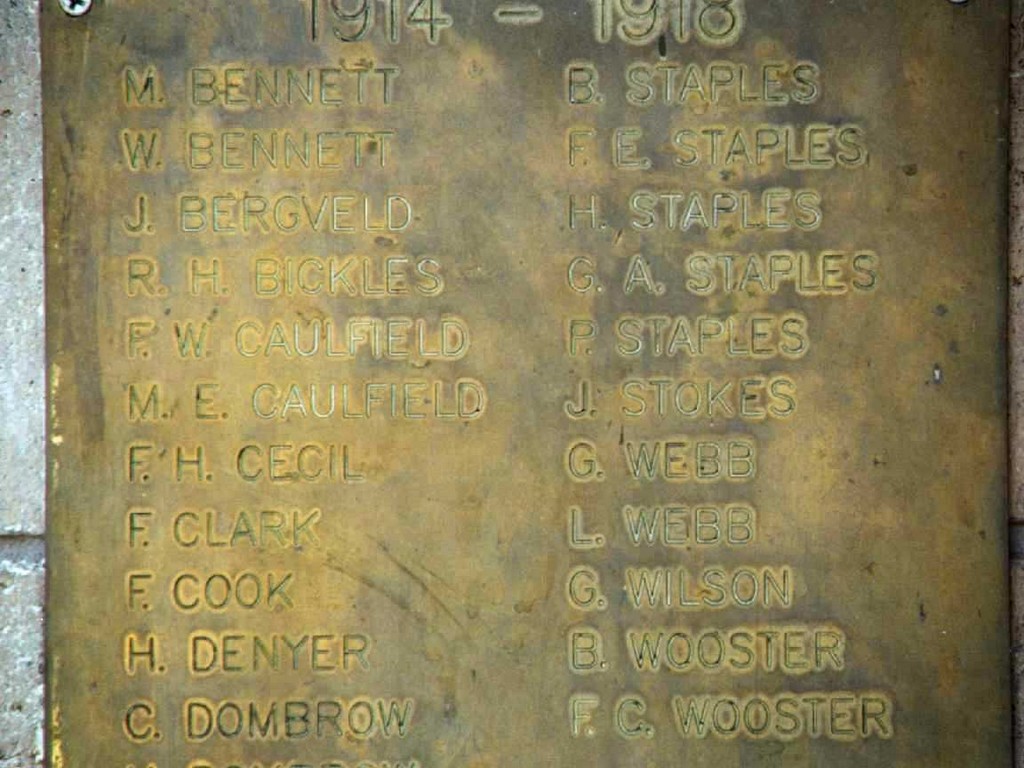 1914 – 1918
M. BENNETT
W. BENNETT
J. BERGVELD
R. H. BICKLES
F. W. CAULFIELD
M. E. CAULFIELD
F. H. CECIL
F. CLARK
F. COOK
H. DENYER
C. DOMBROW
DOMBROW
B. STAPLES
F. E. STAPLES
H. STAPLES
G. A. STAPLES
P. STAPLES
J. STOKES
G. WEBB
L. WEBB
G. WILSON
B. WOOSTER
F. C. WOOSTER